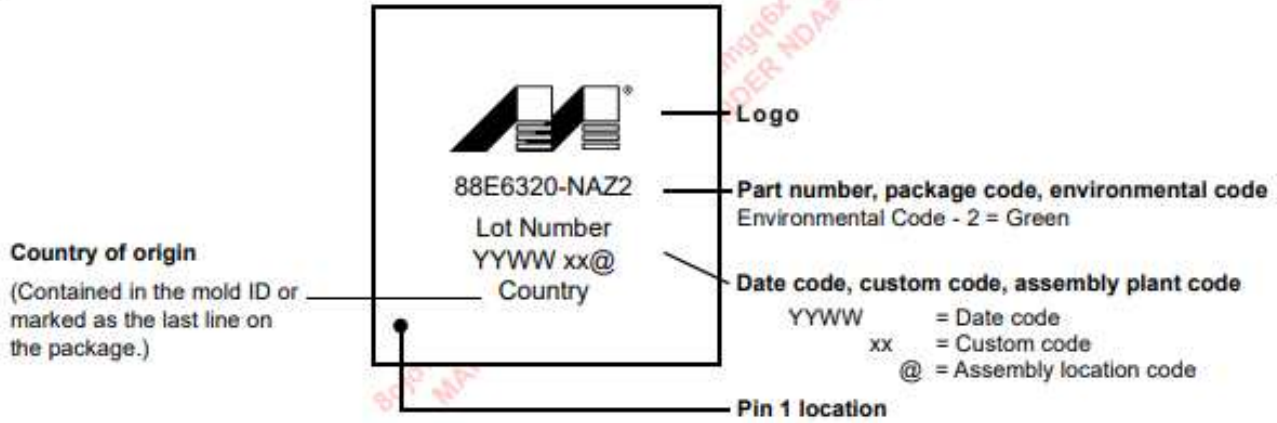 ®
Logo
88E6320-NAZ2
Part number, package code, environmental code
Environmental Code - 2 = Green
Lot Number
YYWW xx@
Country
Country of origin
(Contained in the mold ID or
marked as the last line on
the package.)
Date code, custom code, assembly plant code
YYWW = Date code
xx = Custom code
@ = Assembly location code
Pin 1 location